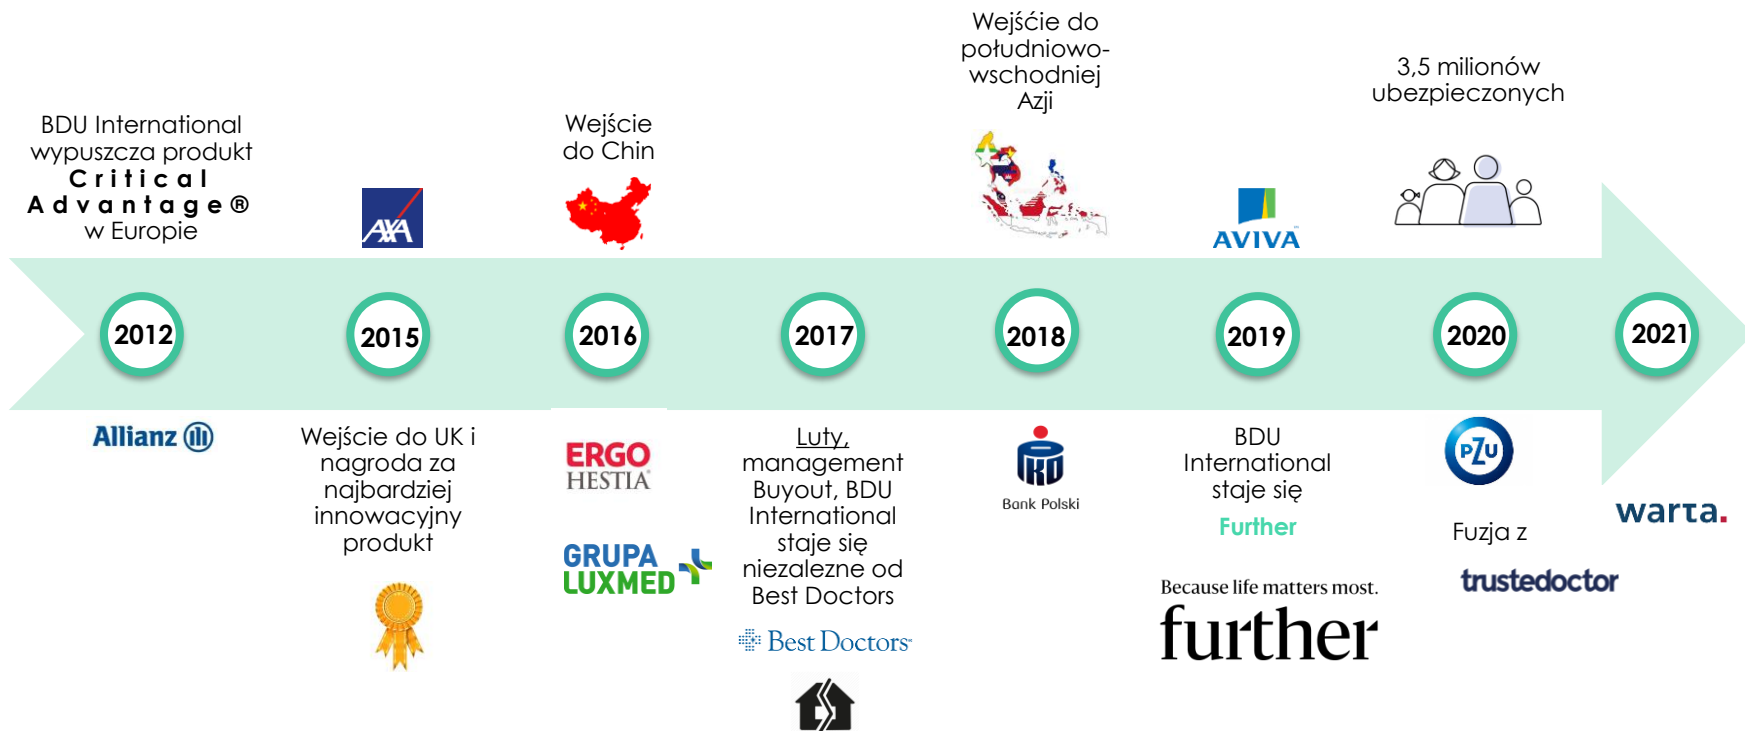 BDU International
wypuszcza produkt
Critical
Advantage®
w Europie
2012
Allianz
AXA
2015
Wejście do UK i
nagroda za
najbardziej
innowacyjny
produkt
Wejście
do Chin
2016
ERGO
HESTIA
GRUPA
LUXMED
2017
Luty,
management
Buyout, BDU
International
staje się
niezalezne od
Best Doctors
Best Doctors
Wejśćie do
południowo-
wschodniej
Azji
2018
Bank Polski
AVIVA
2019
BDU
International
staje się
Further
Because life matters most.
further
3,5 milionów
ubezpieczonych
2020
PZU
Fuzja z
trustedoctor
2021
warta.